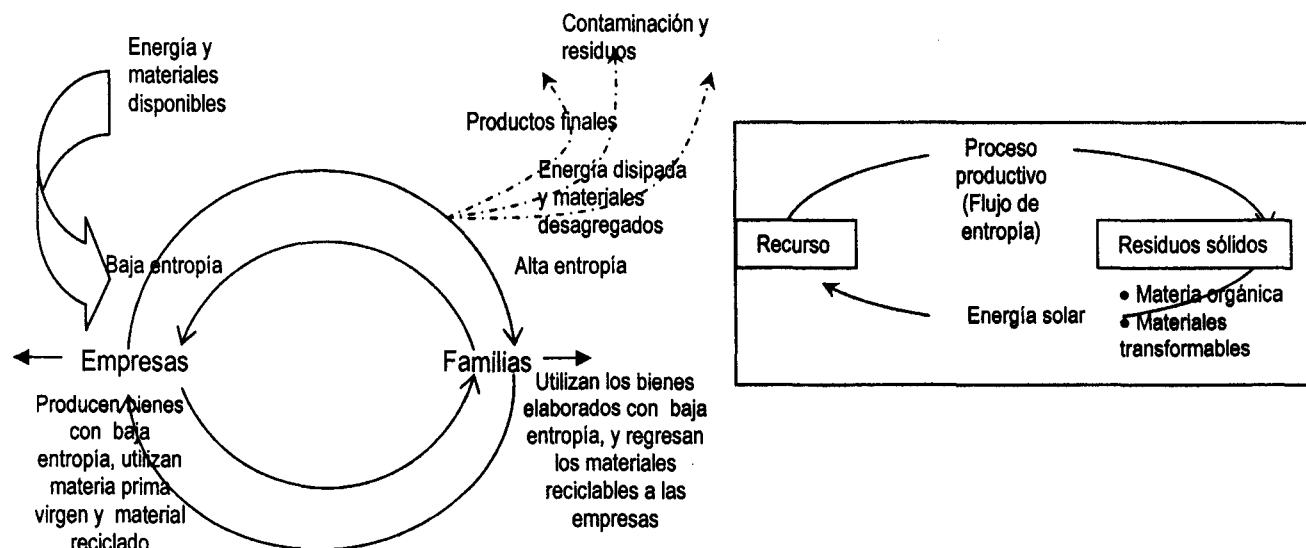 Energía y
materiales
disponibles
Contaminación y
residuos
Productos finales
Energía disipada
y materiales
desagregados
Baja entropía
Alta entropía
Empresas
Familias
Producen bienes
con baja
entropía, utilizan
materia prima
virgen y material
reciclado
Utilizan los bienes
elaborados con baja
entropía, y regresan
los materiales
reciclables a las
empresas
Proceso
productivo
(Flujo de
entropía)
Recurso
Residuos sólidos
Energía solar
• Materia orgánica
• Materiales
transformables